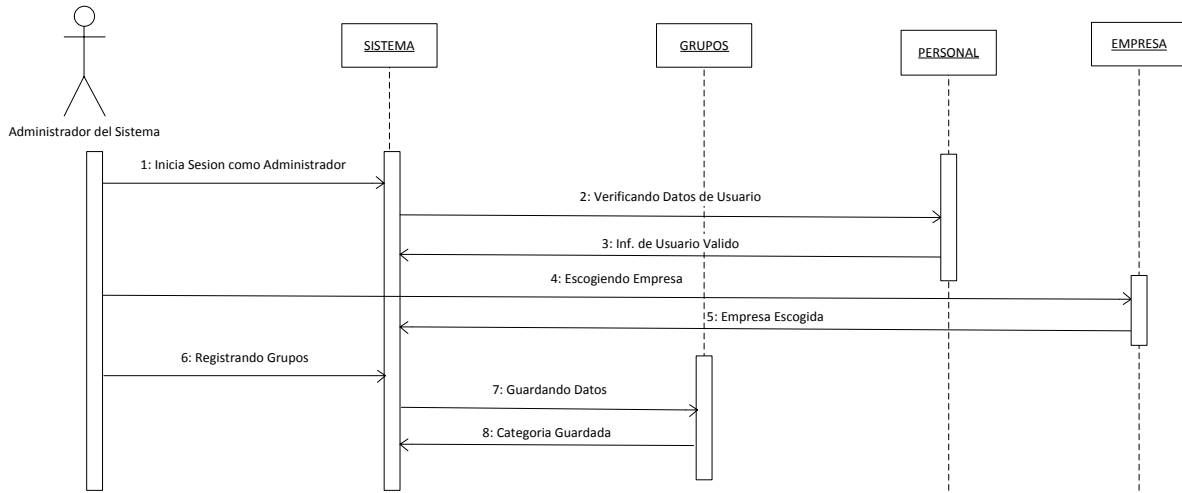 SISTEMA
GRUPOS
PERSONAL
EMPRESA
Administrador del Sistema
1: Inicia Sesion como Administrador
2: Verificando Datos de Usuario
3: Inf. de Usuario Valido
4: Escogiendo Empresa
5: Empresa Escogida
6: Registrando Grupos
7: Guardando Datos
8: Categoria Guardada